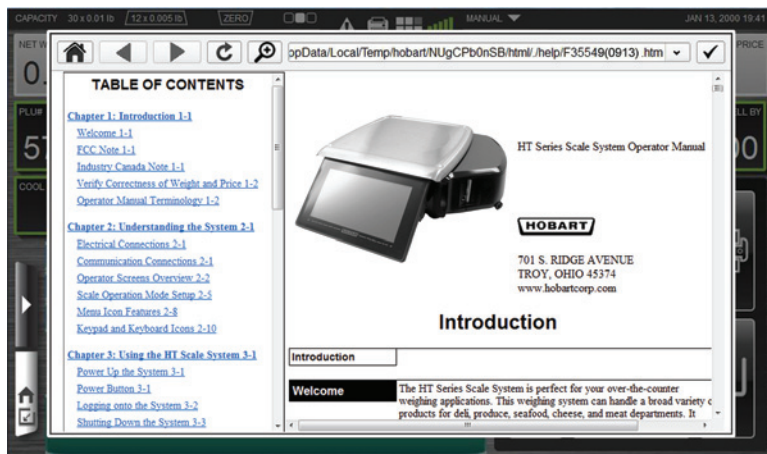 CAPACITY 30 x 0.01 lb 12 x 0.005 lb ZERO MANUAL JAN 13, 2000 19:41
NET W PRICE
0.
PLU# LL BY
57 00
COOL
ppData/Local/Temp/hobart/NUgCPb0nSB/html/./help/F35549(0913) .htm
TABLE OF CONTENTS
Chapter 1: Introduction 1-1
Welcome 1-1
FCC Note 1-1
Industry Canada Note 1-1
Verify Correctness of Weight and Price 1-2
Operator Manual Terminology 1-2
Chapter 2: Understanding the System 2-1
Electrical Connections 2-1
Communication Connections 2-1
Operator Screens Overview 2-2
Scale Operation Mode Setup 2-5
Menu Icon Features 2-8
Keypad and Keyboard Icons 2-10
Chapter 3: Using the HT Scale System 3-1
Power Up the System 3-1
Power Button 3-1
Logging onto the System 3-2
Shutting Down the System 3-3
HT Series Scale System Operator Manual
HOBART
701 S. RIDGE AVENUE
TROY, OHIO 45374
www.hobartcorp.com
Introduction
Introduction
Welcome
The HT Series Scale System is perfect for your over-the-counter
weighing applications. This weighing system can handle a broad variety o
products for deli, produce, seafood, cheese, and meat departments. It